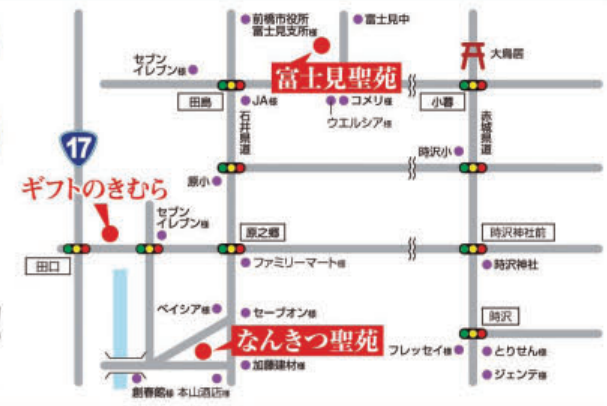 前橋市役所
富士見支所様
富士見中
大鳥居
セブン
イレブン様
富士見聖苑
田島
JA様
コメリ様
ウエルシア様
小暮
石井県道
赤城県道
17
時沢小
原小
ギフトのきむら
セブン
イレブン様
原之郷
時沢神社前
田口
ファミリーマート様
時沢神社
ベイシア様
セーブオン様
時沢
なんきつ聖苑
フレッセイ様
とりせん様
加藤建材様
ジェンテ様
創春館様
本山酒店様